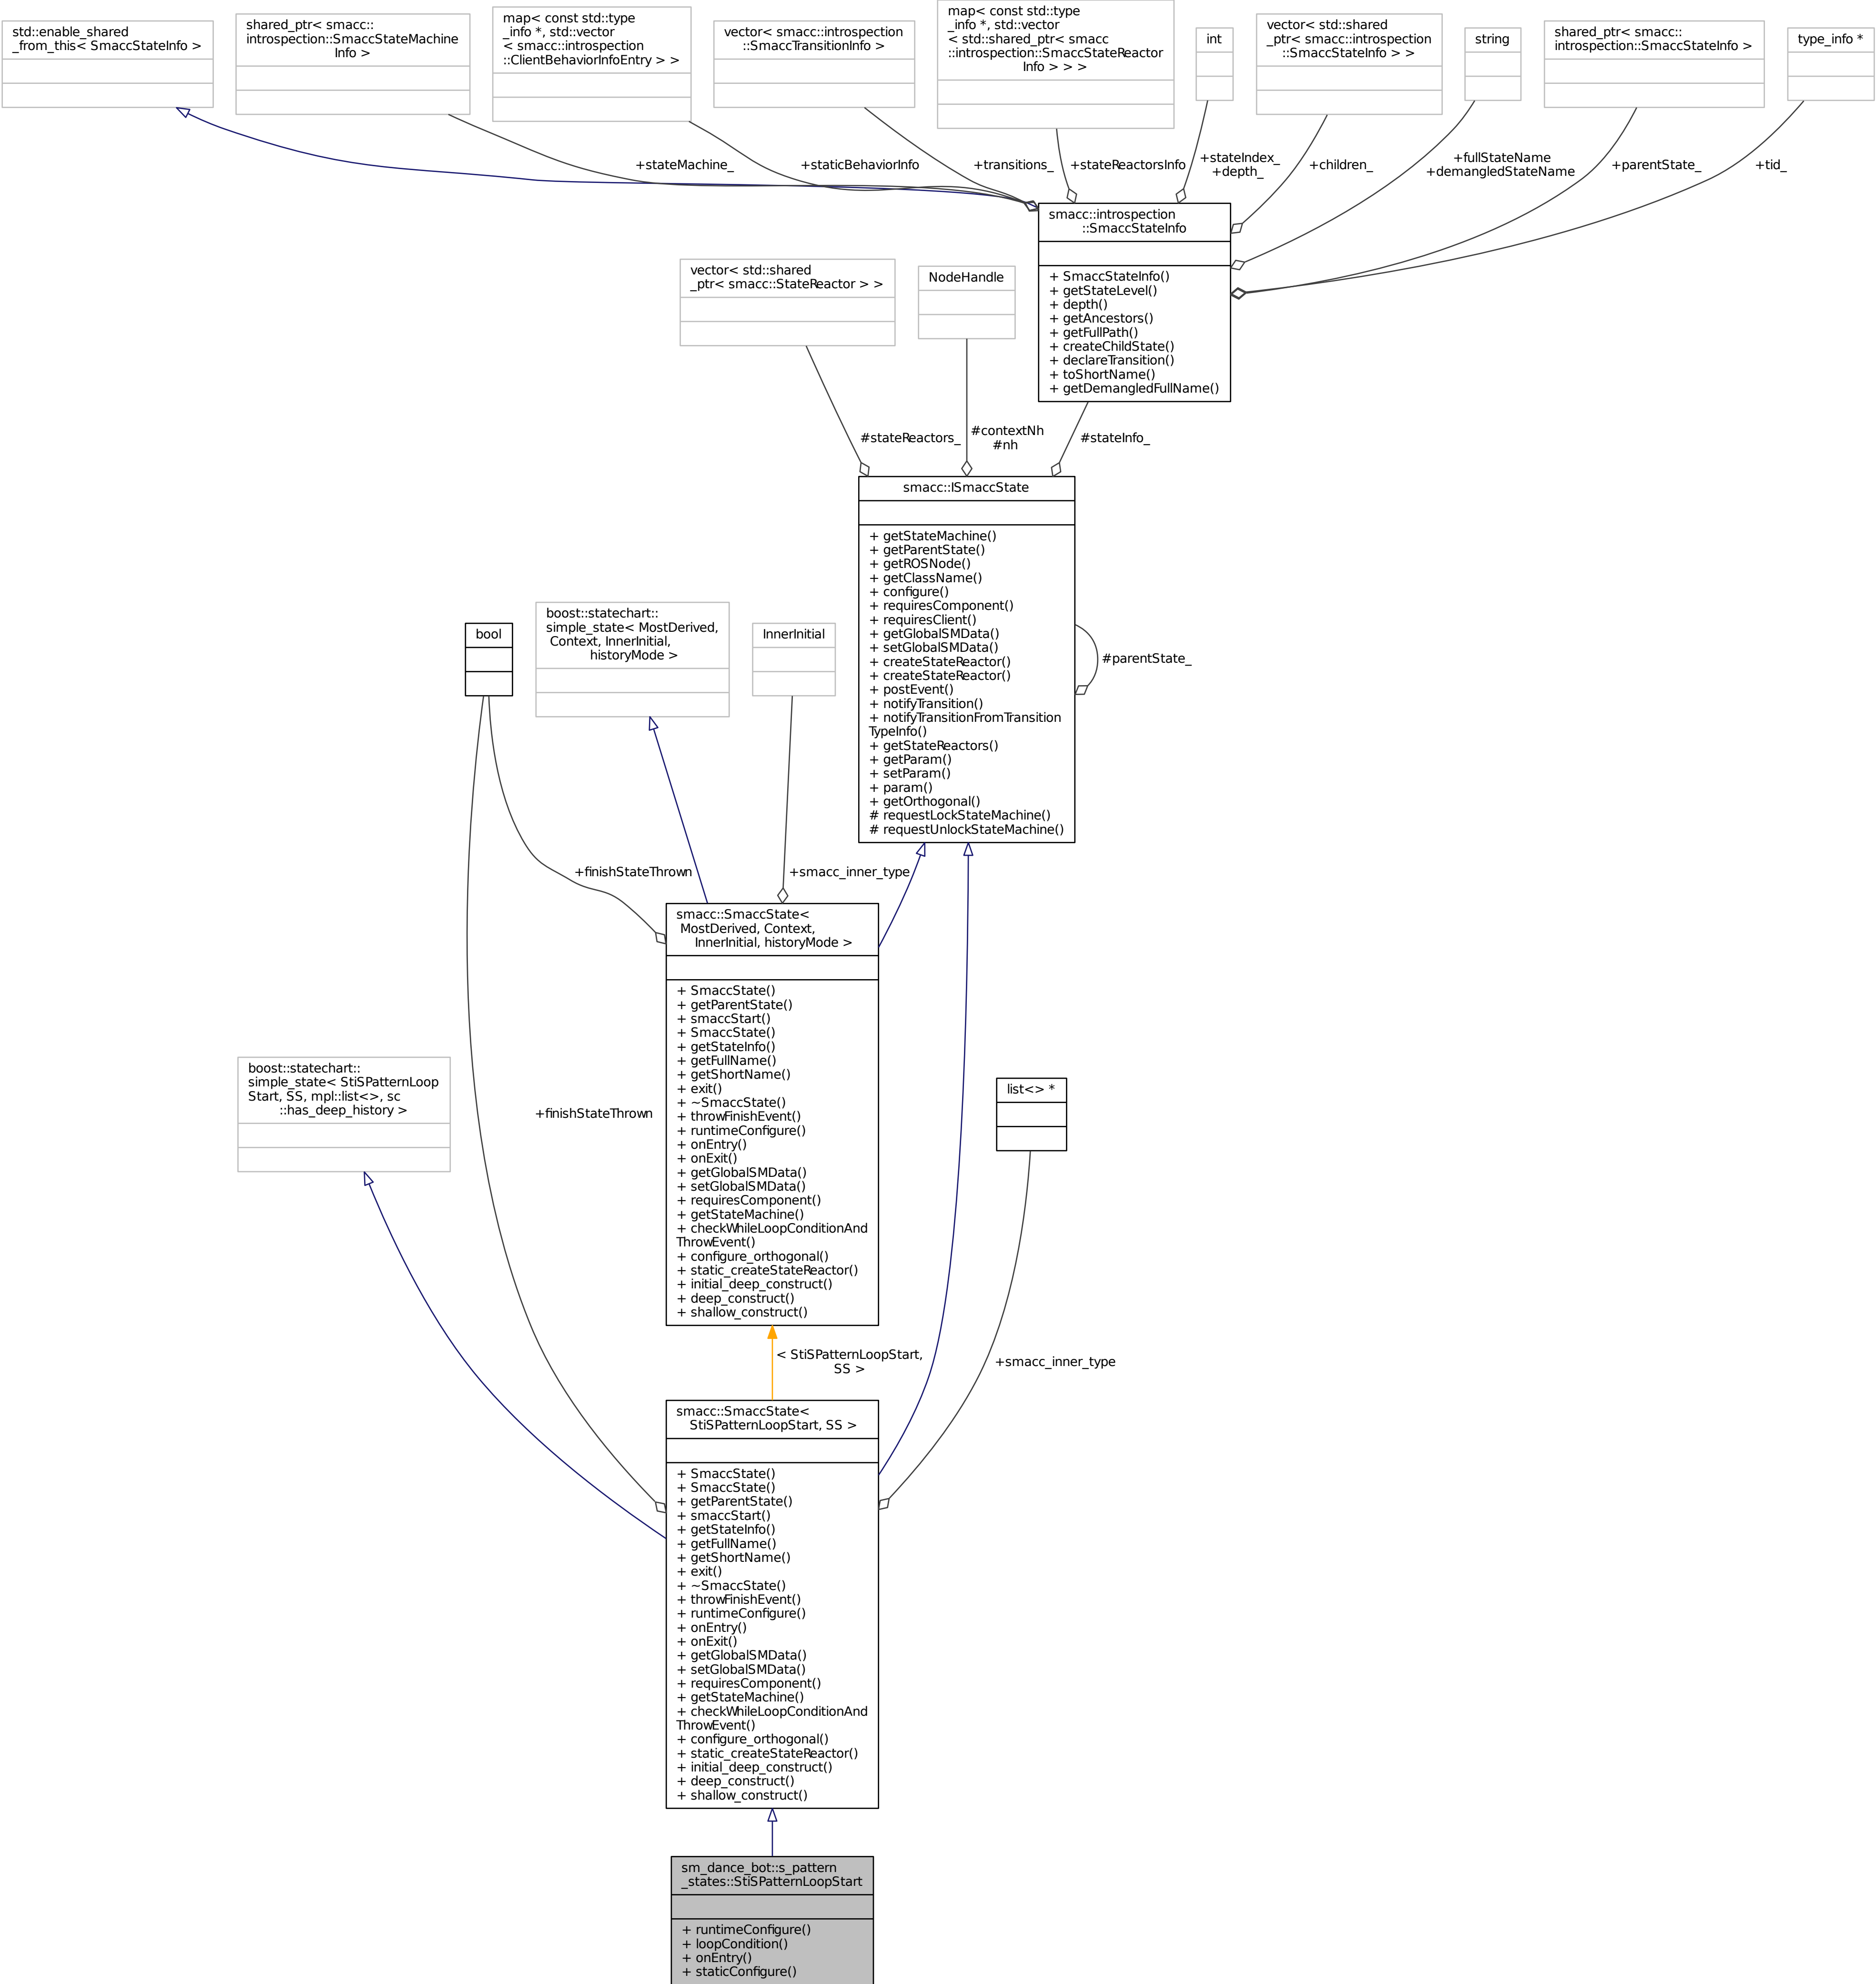 std::enable_shared
_from_this< SmaccStateInfo >
shared_ptr< smacc::
introspection::SmaccStateMachine
Info >
map< const std::type
_info *, std::vector
< smacc::introspection
::ClientBehaviorInfoEntry > >
vector< smacc::introspection
::SmaccTransitionInfo >
map< const std::type
_info *, std::vector
< std::shared_ptr< smacc
::introspection::SmaccStateReactor
Info > > >
int
vector< std::shared
_ptr< smacc::introspection
::SmaccStateInfo > >
string
shared_ptr< smacc::
introspection::SmaccStateInfo >
type_info *
+stateMachine_
+staticBehaviorInfo
+transitions_
+stateReactorsInfo
+stateIndex_
+depth_
+children_
+fullStateName
+demangledStateName
+parentState_
+tid_
smacc::introspection
::SmaccStateInfo
+ SmaccStateInfo()
+ getStateLevel()
+ depth()
+ getAncestors()
+ getFullPath()
+ createChildState()
+ declareTransition()
+ toShortName()
+ getDemangledFullName()
vector< std::shared
_ptr< smacc::StateReactor > >
NodeHandle
#stateReactors_
#contextNh
#nh
#stateInfo_
smacc::ISmaccState
+ getStateMachine()
+ getParentState()
+ getROSNode()
+ getClassName()
+ configure()
+ requiresComponent()
+ requiresClient()
+ getGlobalSMData()
+ setGlobalSMData()
+ createStateReactor()
+ createStateReactor()
+ postEvent()
+ notifyTransition()
+ notifyTransitionFromTransition
TypeInfo()
+ getStateReactors()
+ getParam()
+ setParam()
+ param()
+ getOrthogonal()
# requestLockStateMachine()
# requestUnlockStateMachine()
#parentState_
bool
boost::statechart::
simple_state< MostDerived,
Context, InnerInitial,
historyMode >
InnerInitial
+finishStateThrown
+smacc_inner_type
smacc::SmaccState<
MostDerived, Context,
InnerInitial, historyMode >
+ SmaccState()
+ getParentState()
+ smaccStart()
+ SmaccState()
+ getStateInfo()
+ getFullName()
+ getShortName()
+ exit()
+ ~SmaccState()
+ throwFinishEvent()
+ runtimeConfigure()
+ onEntry()
+ onExit()
+ getGlobalSMData()
+ setGlobalSMData()
+ requiresComponent()
+ getStateMachine()
+ checkWhileLoopConditionAnd
ThrowEvent()
+ configure_orthogonal()
+ static_createStateReactor()
+ initial_deep_construct()
+ deep_construct()
+ shallow_construct()
boost::statechart::
simple_state< StiSPatternLoop
Start, SS, mpl::list<>, sc
::has_deep_history >
+finishStateThrown
list<> *
< StiSPatternLoopStart,
SS >
+smacc_inner_type
smacc::SmaccState<
StiSPatternLoopStart, SS >
+ SmaccState()
+ SmaccState()
+ getParentState()
+ smaccStart()
+ getStateInfo()
+ getFullName()
+ getShortName()
+ exit()
+ ~SmaccState()
+ throwFinishEvent()
+ runtimeConfigure()
+ onEntry()
+ onExit()
+ getGlobalSMData()
+ setGlobalSMData()
+ requiresComponent()
+ getStateMachine()
+ checkWhileLoopConditionAnd
ThrowEvent()
+ configure_orthogonal()
+ static_createStateReactor()
+ initial_deep_construct()
+ deep_construct()
+ shallow_construct()
sm_dance_bot::s_pattern
_states::StiSPatternLoopStart
+ runtimeConfigure()
+ loopCondition()
+ onEntry()
+ staticConfigure()